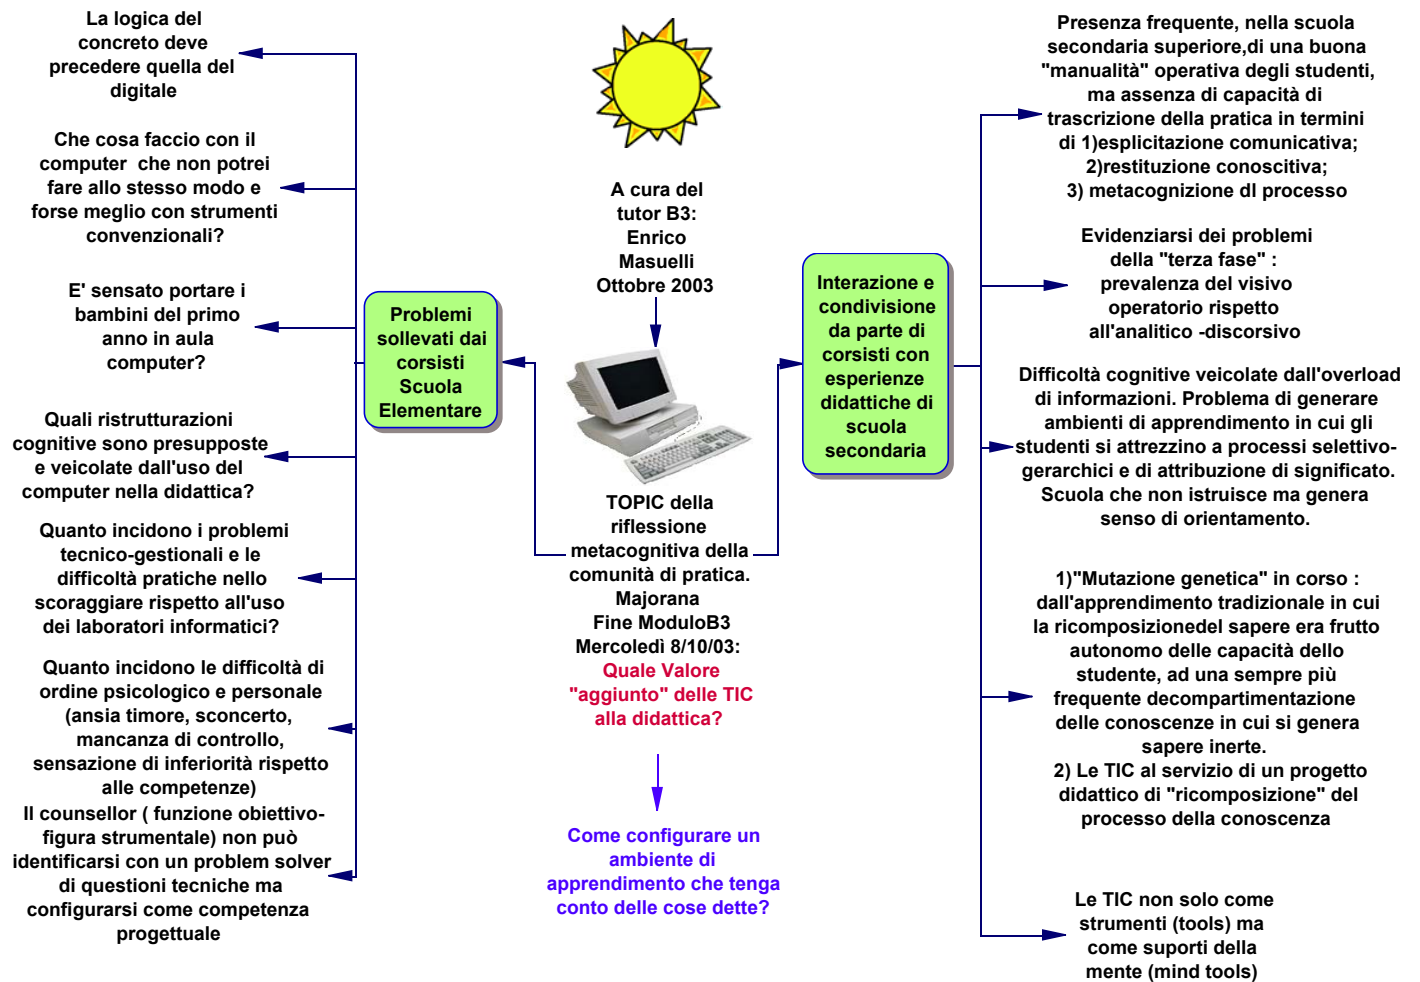 La logica del
concreto deve
precedere quella del
digitale
Che cosa faccio con il
computer che non potrei
fare allo stesso modo e
forse meglio con strumenti
convenzionali?
E' sensato portare i
bambini del primo
anno in aula
computer?
Quali ristrutturazioni
cognitive sono presupposte
e veicolate dall'uso del
computer nella didattica?
Quanto incidono i problemi
tecnico-gestionali e le
difficoltà pratiche nello
scoraggiare rispetto all'uso
dei laboratori informatici?
Quanto incidono le difficoltà di
ordine psicologico e personale
(ansia timore, sconcerto,
mancanza di controllo,
sensazione di inferiorità rispetto
alle competenze)
Il counsellor ( funzione obiettivo-
figura strumentale) non può
identificarsi con un problem solver
di questioni tecniche ma
configurarsi come competenza
progettuale
Problemi
sollevati dai
corsisti
Scuola
Elementare
A cura del
tutor B3:
Enrico
Masuelli
Ottobre 2003
TOPIC della
riflessione
metacognitiva della
comunità di pratica.
Majorana
Fine ModuloB3
Mercoledì 8/10/03:
Quale Valore
"aggiunto" delle TIC
alla didattica?
Come configurare un
ambiente di
apprendimento che tenga
conto delle cose dette?
Interazione e
condivisione
da parte di
corsisti con
esperienze
didattiche di
scuola
secondaria
Presenza frequente, nella scuola
secondaria superiore,di una buona
"manualità" operativa degli studenti,
ma assenza di capacità di
trascrizione della pratica in termini
di 1)esplicitazione comunicativa;
2)restituzione conoscitiva;
3) metacognizione dI processo
Evidenziarsi dei problemi
della "terza fase" :
prevalenza del visivo
operatorio rispetto
all'analitico -discorsivo
Difficoltà cognitive veicolate dall'overload
di informazioni. Problema di generare
ambienti di apprendimento in cui gli
studenti si attrezzino a processi selettivo-
gerarchici e di attribuzione di significato.
Scuola che non istruisce ma genera
senso di orientamento.
1)"Mutazione genetica" in corso :
dall'apprendimento tradizionale in cui
la ricomposizionedel sapere era frutto
autonomo delle capacità dello
studente, ad una sempre più
frequente decompartimentazione
delle conoscenze in cui si genera
sapere inerte.
2) Le TIC al servizio di un progetto
didattico di "ricomposizione" del
processo della conoscenza
Le TIC non solo come
strumenti (tools) ma
come suporti della
mente (mind tools)